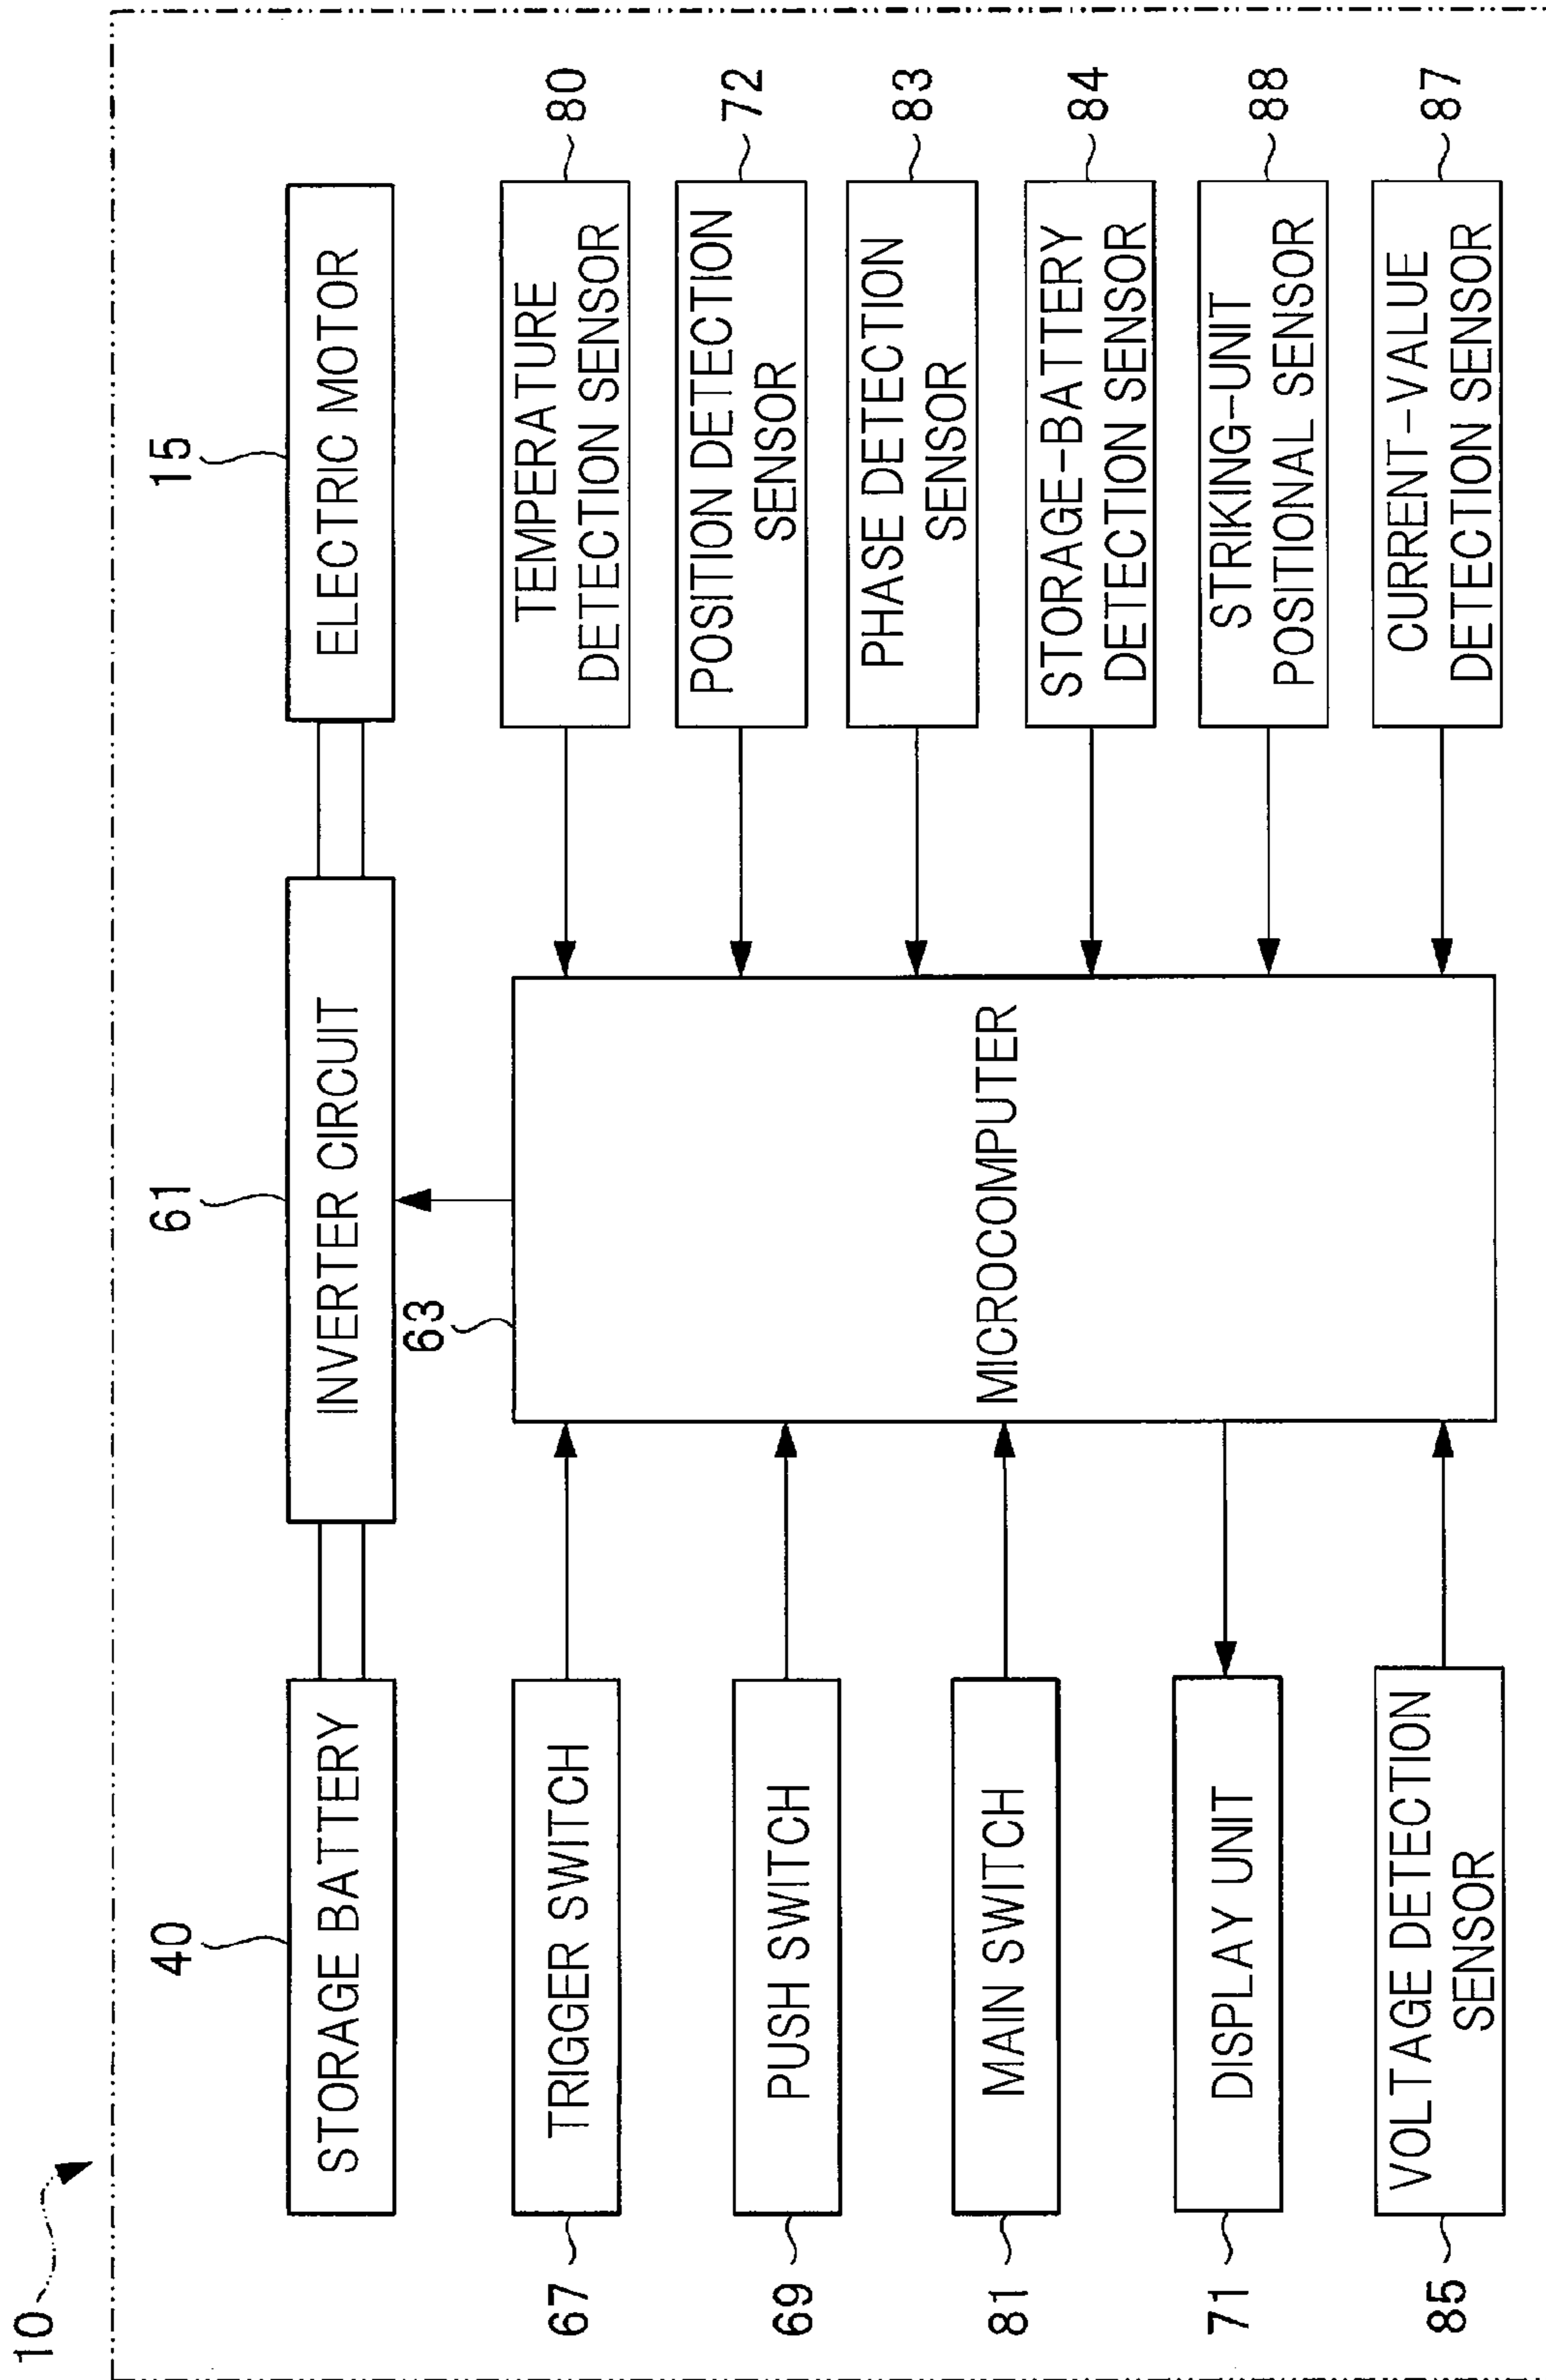 10
40
61
15
STORAGE BATTERY
INVERTER CIRCUIT
ELECTRIC MOTOR
63
67
TRIGGER SWITCH
69
PUSH SWITCH
81
MAIN SWITCH
71
DISPLAY UNIT
85
VOLTAGE DETECTION
SENSOR
MICROCOMPUTER
TEMPERATURE
DETECTION SENSOR
80
POSITION DETECTION
SENSOR
72
PHASE DETECTION
SENSOR
83
STORAGE-BATTERY
DETECTION SENSOR
84
STRIKING-UNIT
POSITIONAL SENSOR
88
CURRENT-VALUE
DETECTION SENSOR
87